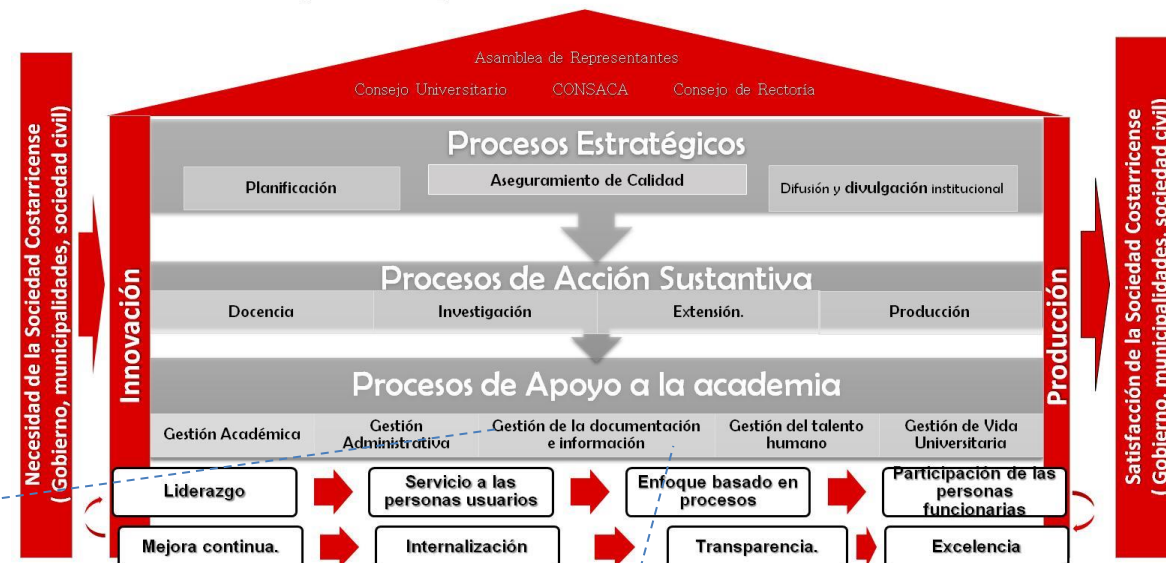 Necesidad de la Sociedad Costarricense
( Gobierno, municipalidades, sociedad civil)
Asamblea de Representantes
Consejo Universitario CONSACA Consejo de Rectoría
Innovación
Procesos Estratégicos
Planificación
Aseguramiento de Calidad
Difusión y divulgación institucional
Procesos de Acción Sustantiva
Docencia
Investigación
Extensión.
Producción
Procesos de Apoyo a la academia
Gestión Académica
Gestión
Administrativa
Gestión de la documentación
e información
Gestión del talento
humano
Gestión de Vida
Universitaria
Producción
Liderazgo
Servicio a las
personas usuarios
Enfoque basado en
procesos
Participación de las
personas
funcionarias
Mejora continua.
Internalización
Transparencia.
Excelencia
Satisfacción de la Sociedad Costarricense
( Gobierno, municipalidades, sociedad civil)